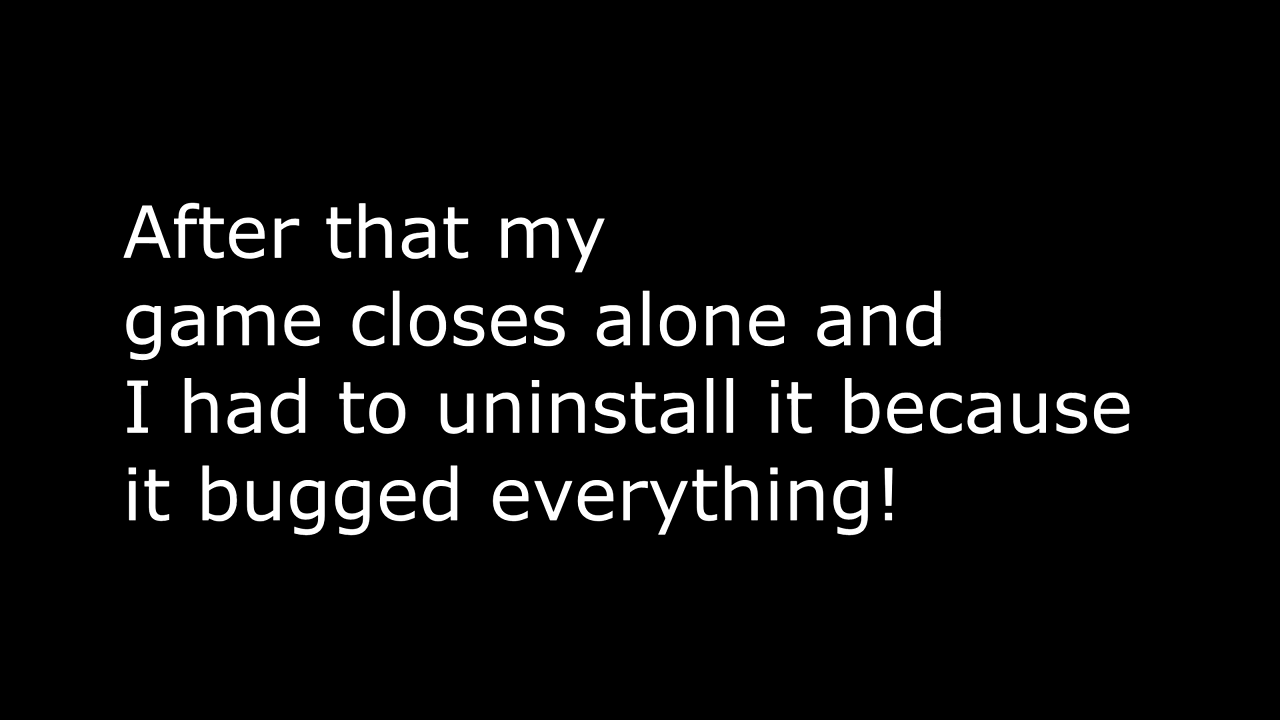 After that my
game closes alone and
I had to uninstall it because
it bugged everything!